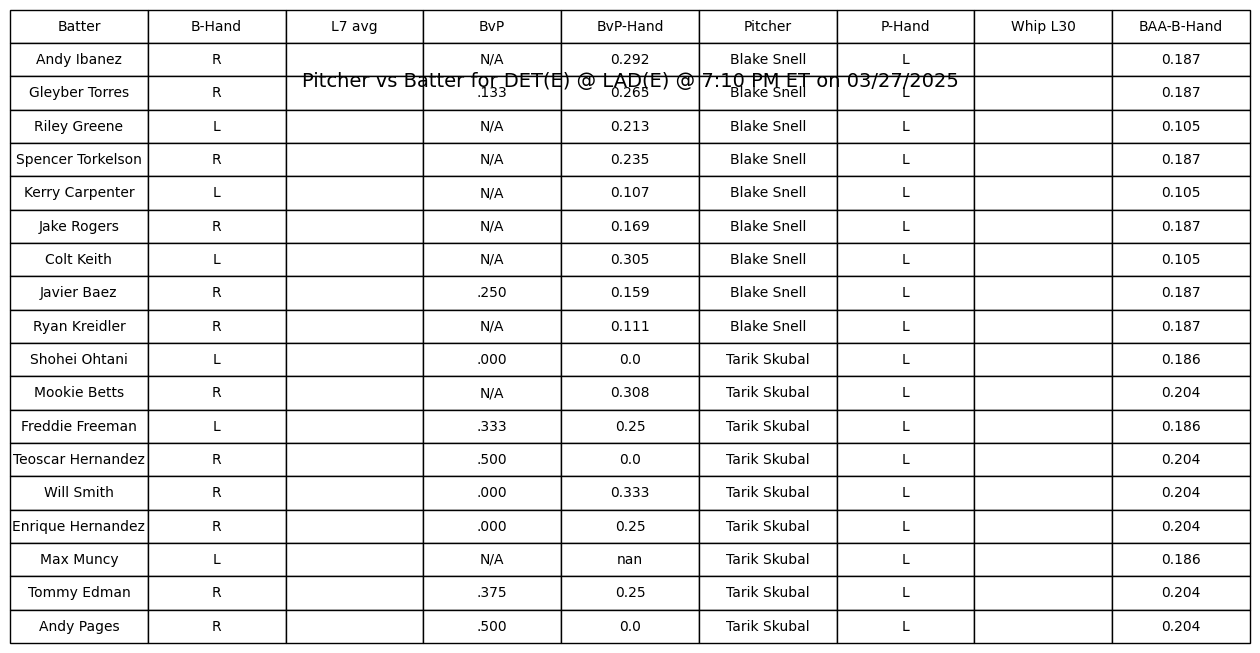 Batter B-Hand L7 avg BvP BvP-Hand Pitcher P-Hand Whip L30 BAA-B-Hand
Andy Ibanez R N/A 0.292 Blake Snell L 0.187
Pitcher vs Batter for DET(E) @ LAD(E) @ 7:10 PM ET on 03/27/2025
Gleyber Torres R .133 0.265 Blake Snell L 0.187
Riley Greene L N/A 0.213 Blake Snell L 0.105
Spencer Torkelson R N/A 0.235 Blake Snell L 0.187
Kerry Carpenter L N/A 0.107 Blake Snell L 0.105
Jake Rogers R N/A 0.169 Blake Snell L 0.187
Colt Keith L N/A 0.305 Blake Snell L 0.105
Javier Baez R .250 0.159 Blake Snell L 0.187
Ryan Kreidler R N/A 0.111 Blake Snell L 0.187
Shohei Ohtani L .000 0.0 Tarik Skubal L 0.186
Mookie Betts R N/A 0.308 Tarik Skubal L 0.204
Freddie Freeman L .333 0.25 Tarik Skubal L 0.186
Teoscar Hernandez R .500 0.0 Tarik Skubal L 0.204
Will Smith R .000 0.333 Tarik Skubal L 0.204
Enrique Hernandez R .000 0.25 Tarik Skubal L 0.204
Max Muncy L N/A nan Tarik Skubal L 0.186
Tommy Edman R .375 0.25 Tarik Skubal L 0.204
Andy Pages R .500 0.0 Tarik Skubal L 0.204